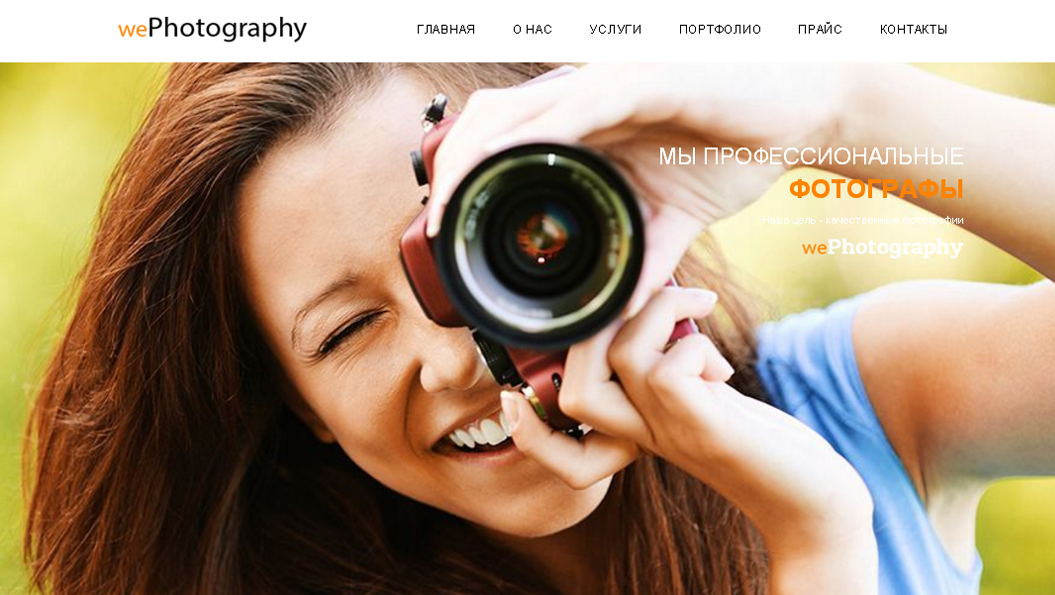 wePhotography
ГЛАВНАЯ О НАС УСЛУГИ ПОРТФОЛИО ПРАЙС КОНТАКТЫ
МЫ ПРОФЕССИОНАЛЬНЫЕ
ФОТОГРАФЫ
Наша цель - качественные фотографии
wePhotography